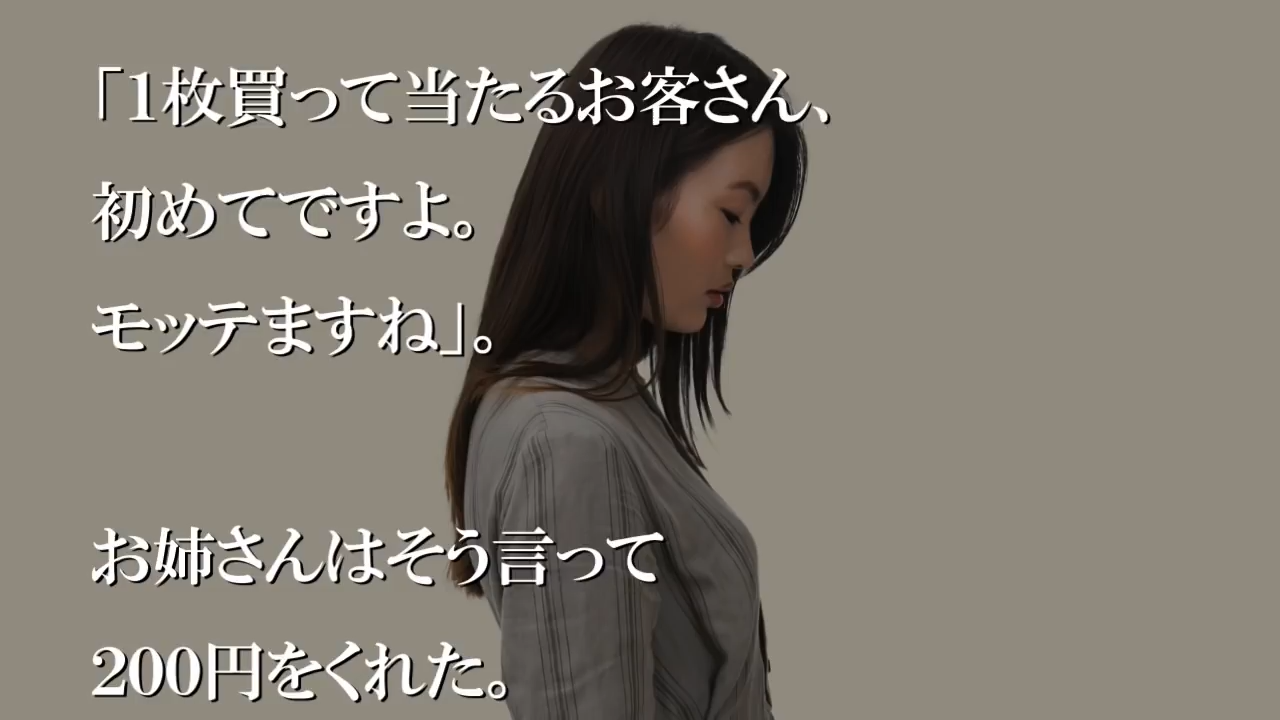 「1枚買って当たるお客さん、
初めてですよ。
モッテますね」。
お姉さんはそう言って
200円をくれた。